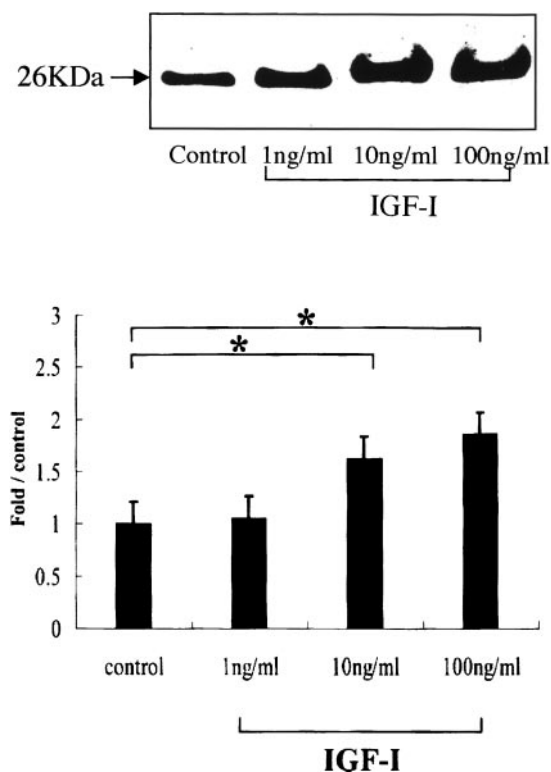 26KDa
Control 1ng/ml 10ng/ml 100ng/ml
IGF-I
3
* 
2.5
*
2
1.5
1
0.5
0
Fold / control
control 1ng/ml 10ng/ml 100ng/ml
IGF-I